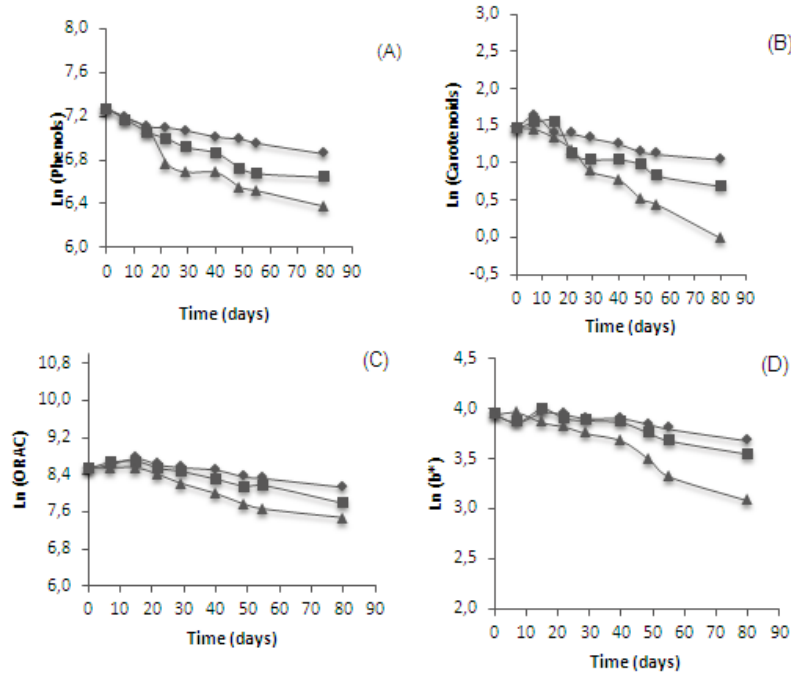 (A)
Ln (Phenols)
8,0
7,6
7,2
6,8
6,4
6,0
0 10 20 30 40 50 60 70 80 90
Time (days)
(B)
Ln (Carotenoids)
3,0
2,5
2,0
1,5
1,0
0,5
0,0
-0,5
0 10 20 30 40 50 60 70 80 90
Time (days)
(C)
Ln (ORAC)
10,8
10,0
9,2
8,4
7,6
6,8
6,0
0 10 20 30 40 50 60 70 80 90
Time (days)
(D)
Ln (b*)
4,5
4,0
3,5
3,0
2,5
2,0
0 10 20 30 40 50 60 70 80 90
Time (days)